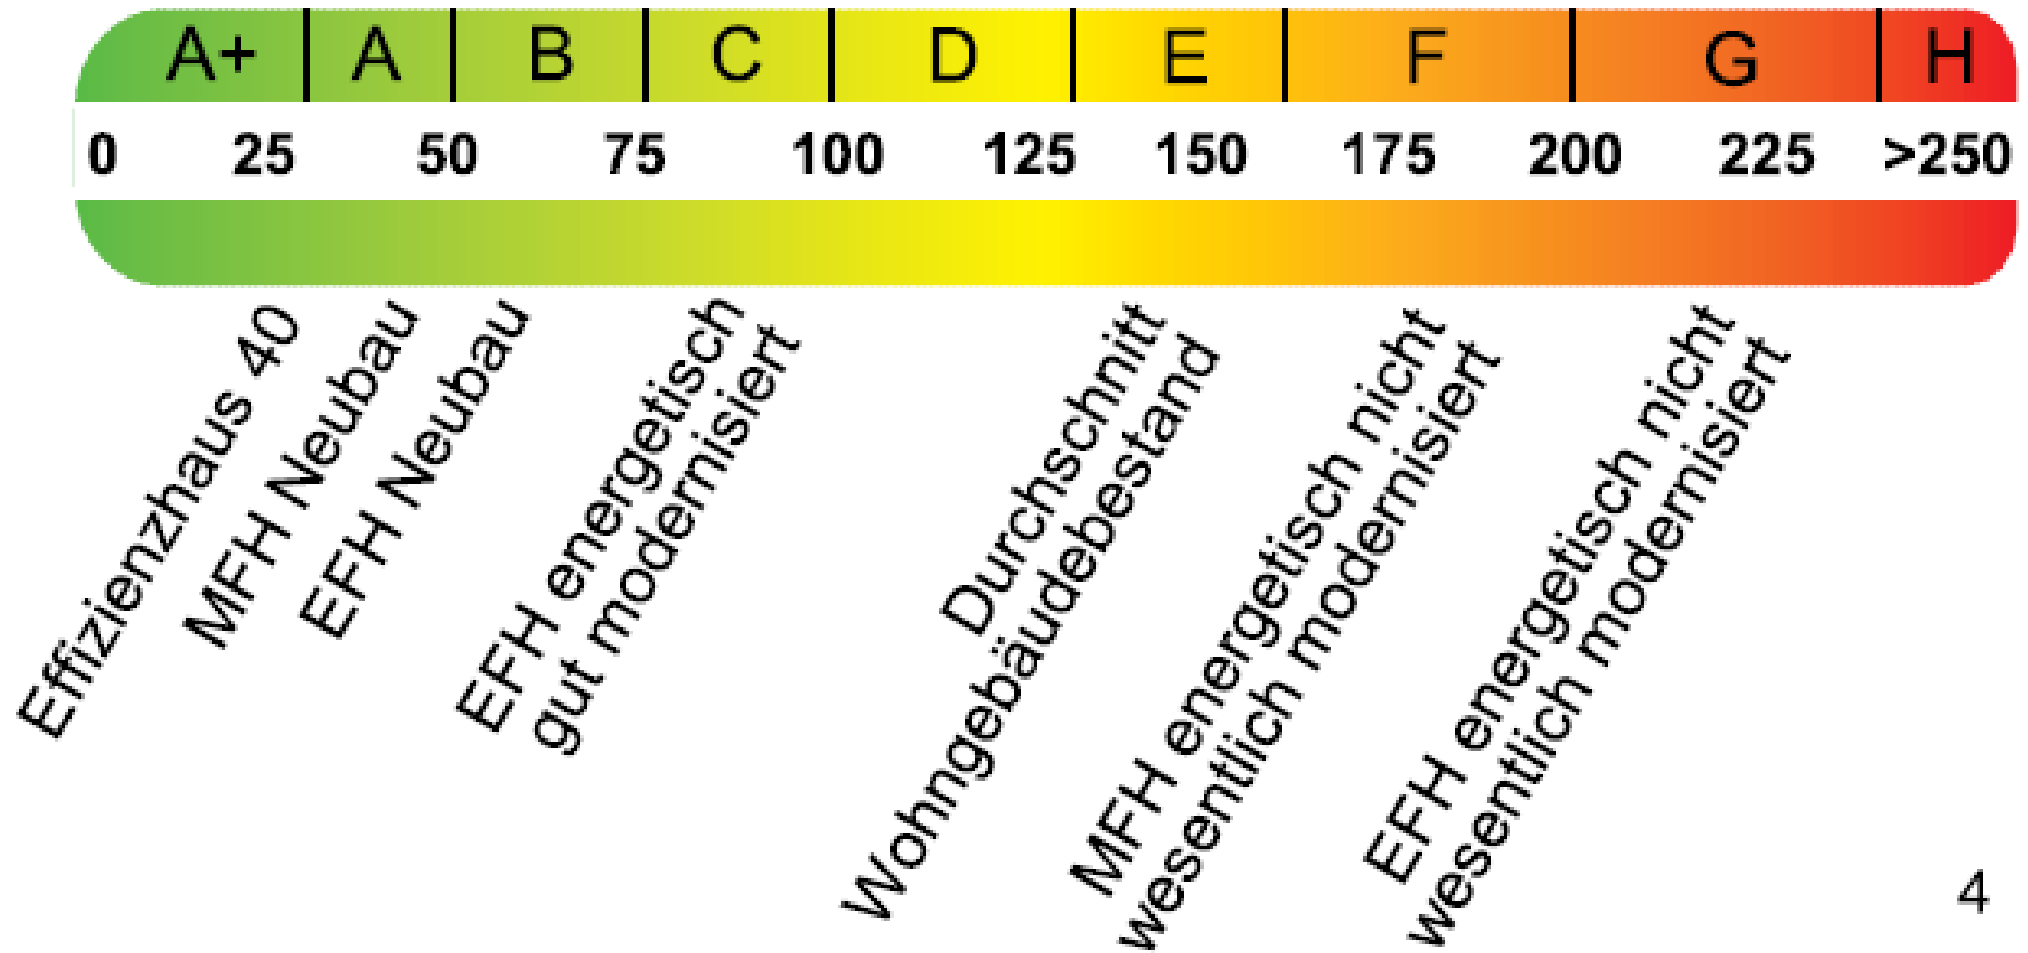 A+ A B C D E F G H
0 25 50 75 100 125 150 175 200 225 >250
Effizienzhaus 40
MFH Neubau
EFH Neubau
EFH energetisch
gut modernisiert
Durchschnitt
Wohngebäudebestand
MFH energetisch nicht
wesentlich modernisiert
EFH energetisch nicht
wesentlich modernisiert
4